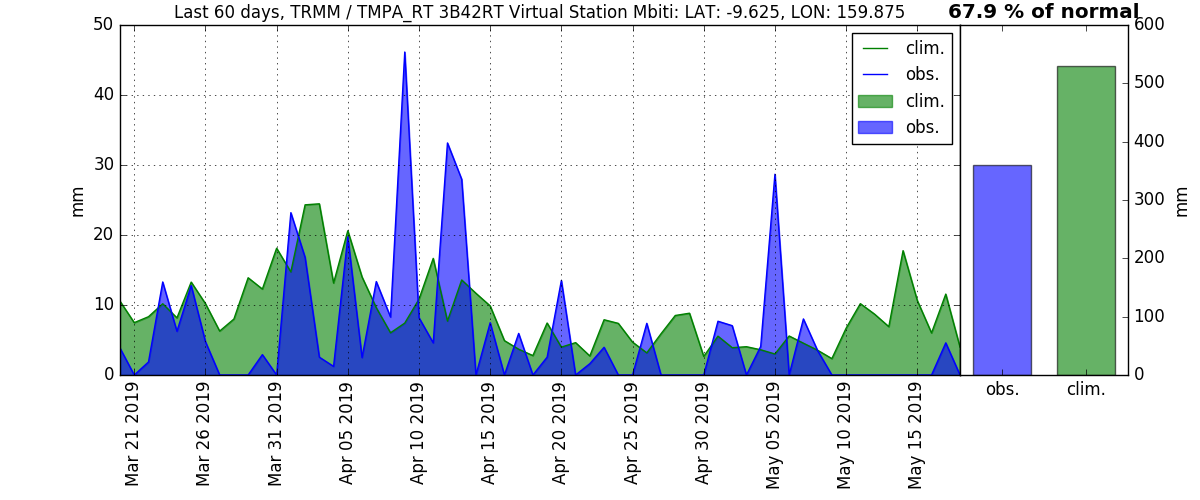 Last 60 days, TRMM / TMPA_RT 3B42RT Virtual Station Mbiti: LAT: -9.625, LON: 159.875
67.9 % of normal
50
40
30
20
10
0
mm
clim.
obs.
clim.
obs.
600
500
400
300
200
100
0
mm
obs.
clim.
Mar 21 2019
Mar 26 2019
Mar 31 2019
Apr 05 2019
Apr 10 2019
Apr 15 2019
Apr 20 2019
Apr 25 2019
Apr 30 2019
May 05 2019
May 10 2019
May 15 2019